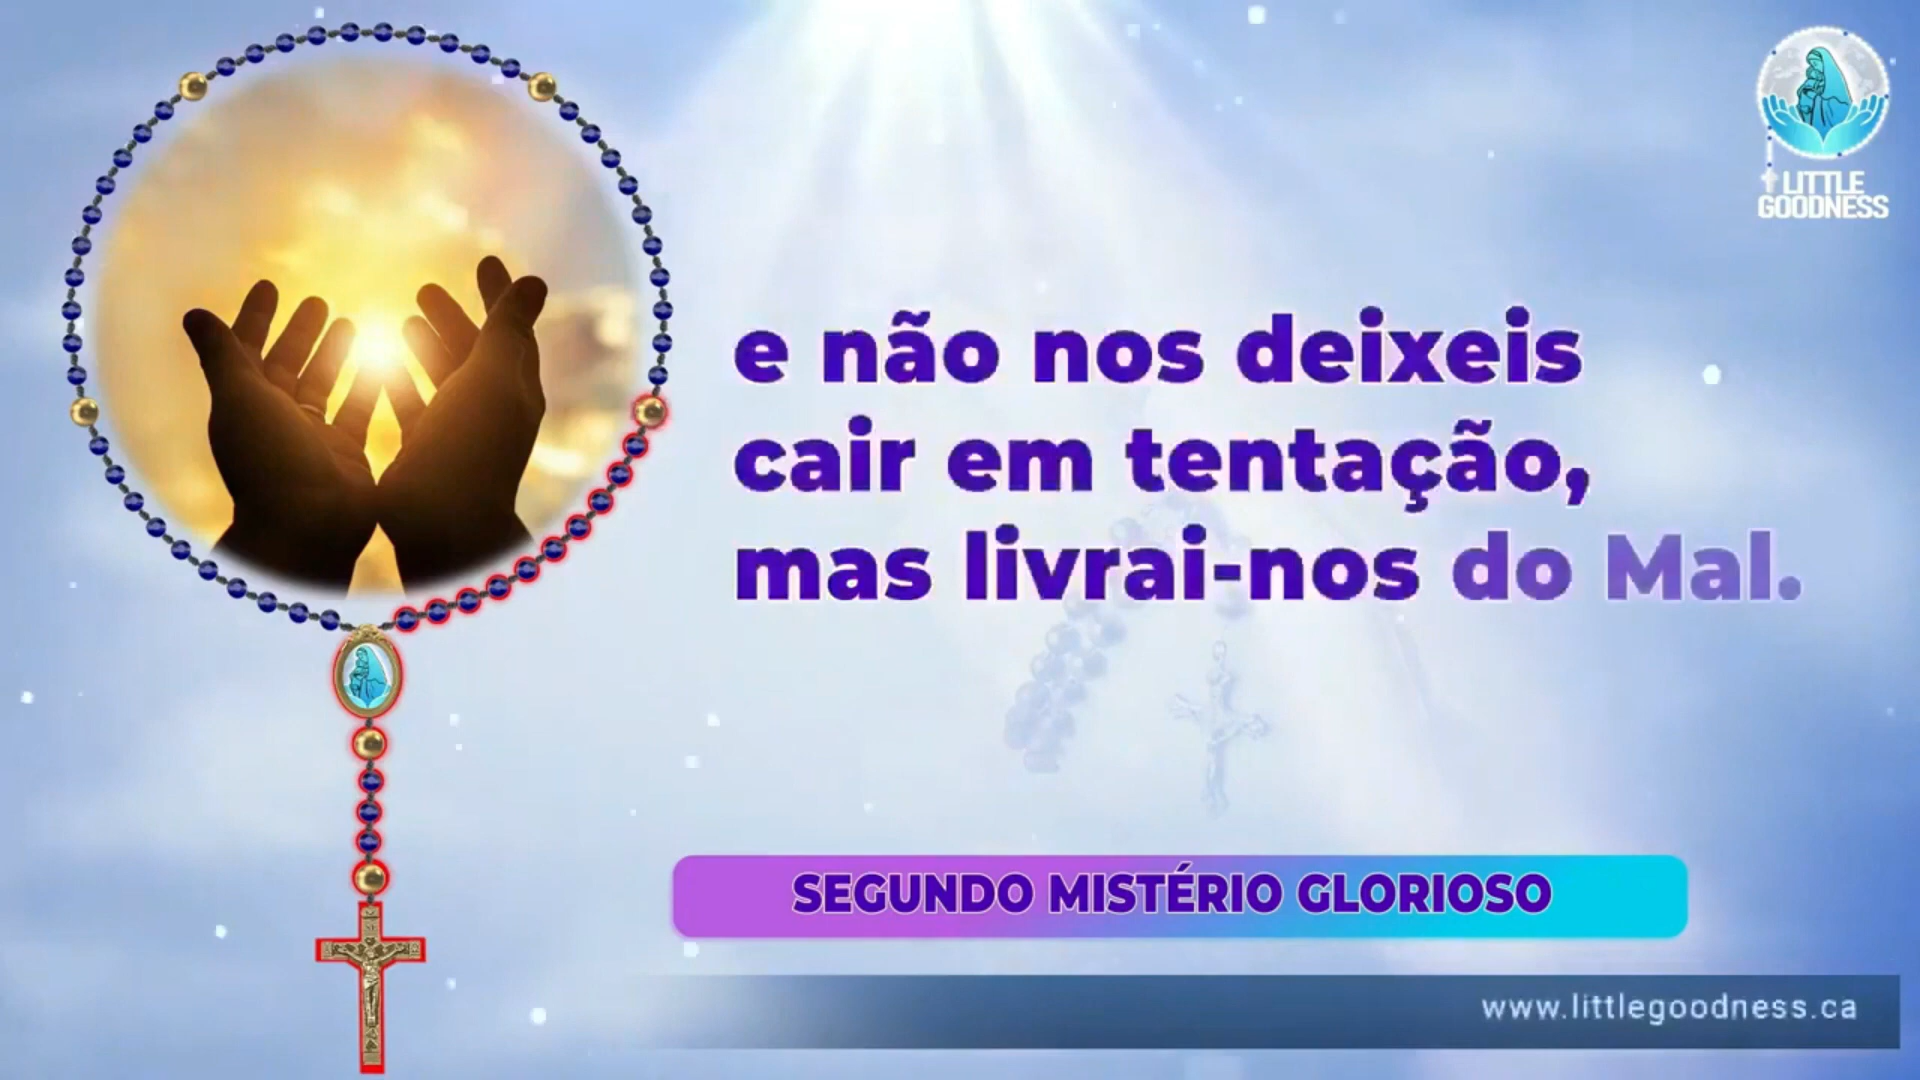 LITTLE
GOODNESS
e não nos deixeis
cair em tentação,
mas livrai-nos do Mal.
SEGUNDO MISTÉRIO GLORIOSO
www.littlegoodness.ca